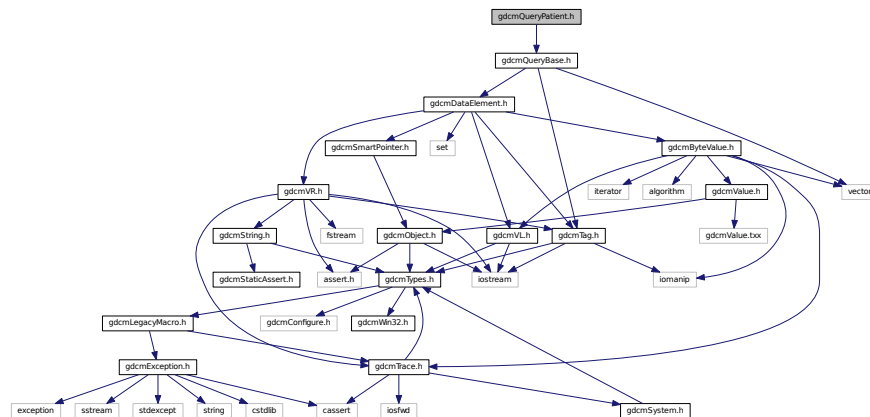 gdcmQueryPatient.h
gdcmQueryBase.h
gdcmDataElement.h
gdcmSmartPointer.h
set
gdcmByteValue.h
gdcmVR.h
iterator
algorithm
gdcmValue.h
vector
gdcmString.h
fstream
gdcmObject.h
gdcmVL.h
gdcmTag.h
gdcmValue.txx
gdcmStaticAssert.h
assert.h
gdcmTypes.h
iostream
iomanip
gdcmLegacyMacro.h
gdcmConfigure.h
gdcmWin32.h
gdcmException.h
gdcmTrace.h
exception
sstream
stdexcept
string
cstdlib
cassert
iosfwd
gdcmSystem.h